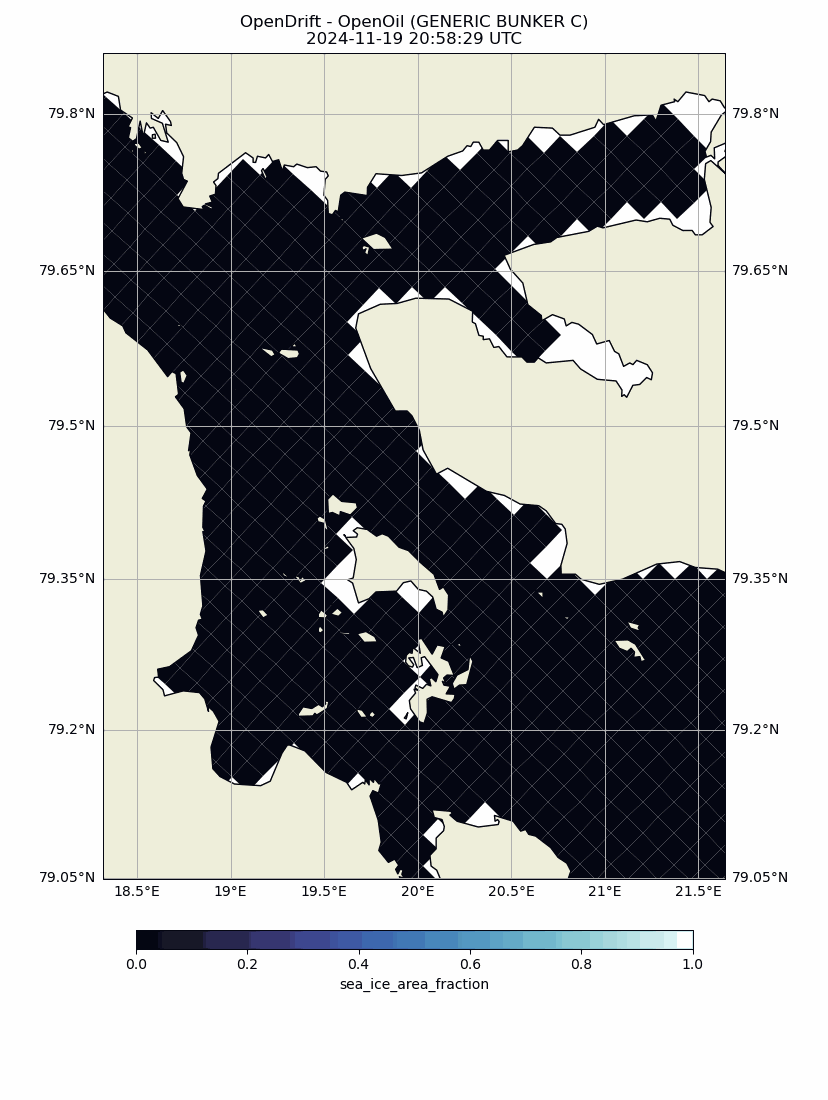 OpenDrift - OpenOil (GENERIC BUNKER C)
2024-11-19 20:58:29 UTC
79.8°N 79.8°N
79.65°N 79.65°N
79.5°N 79.5°N
79.35°N 79.35°N
79.2°N 79.2°N
79.05°N 79.05°N
18.5°E 19°E 19.5°E 20°E 20.5°E 21°E 21.5°E
0.0 0.2 0.4 0.6 0.8 1.0
sea_ice_area_fraction